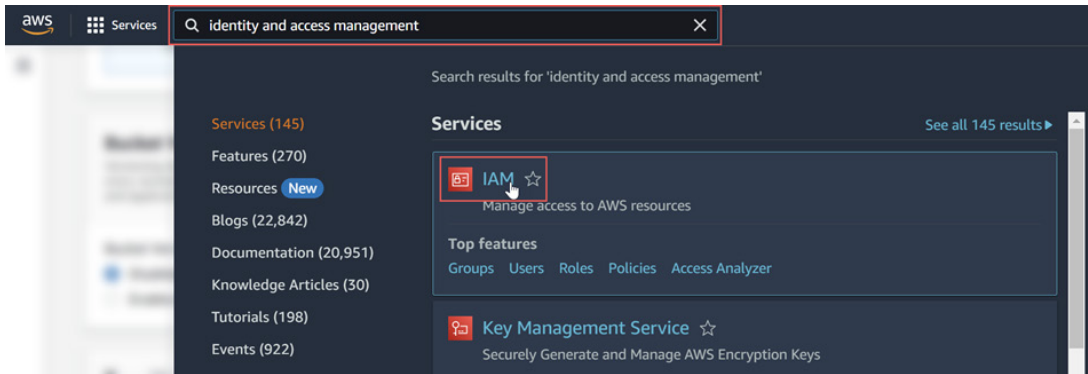 aws Services identity and access management
Search results for 'identity and access management'
Services (145)
Features (270)
Resources New
Blogs (22,842)
Documentation (20,951)
Knowledge Articles (30)
Tutorials (198)
Events (922)
Services See all 145 results
IAM
Manage access to AWS resources
Top features
Groups Users Roles Policies Access Analyzer
Key Management Service
Securely Generate and Manage AWS Encryption Keys